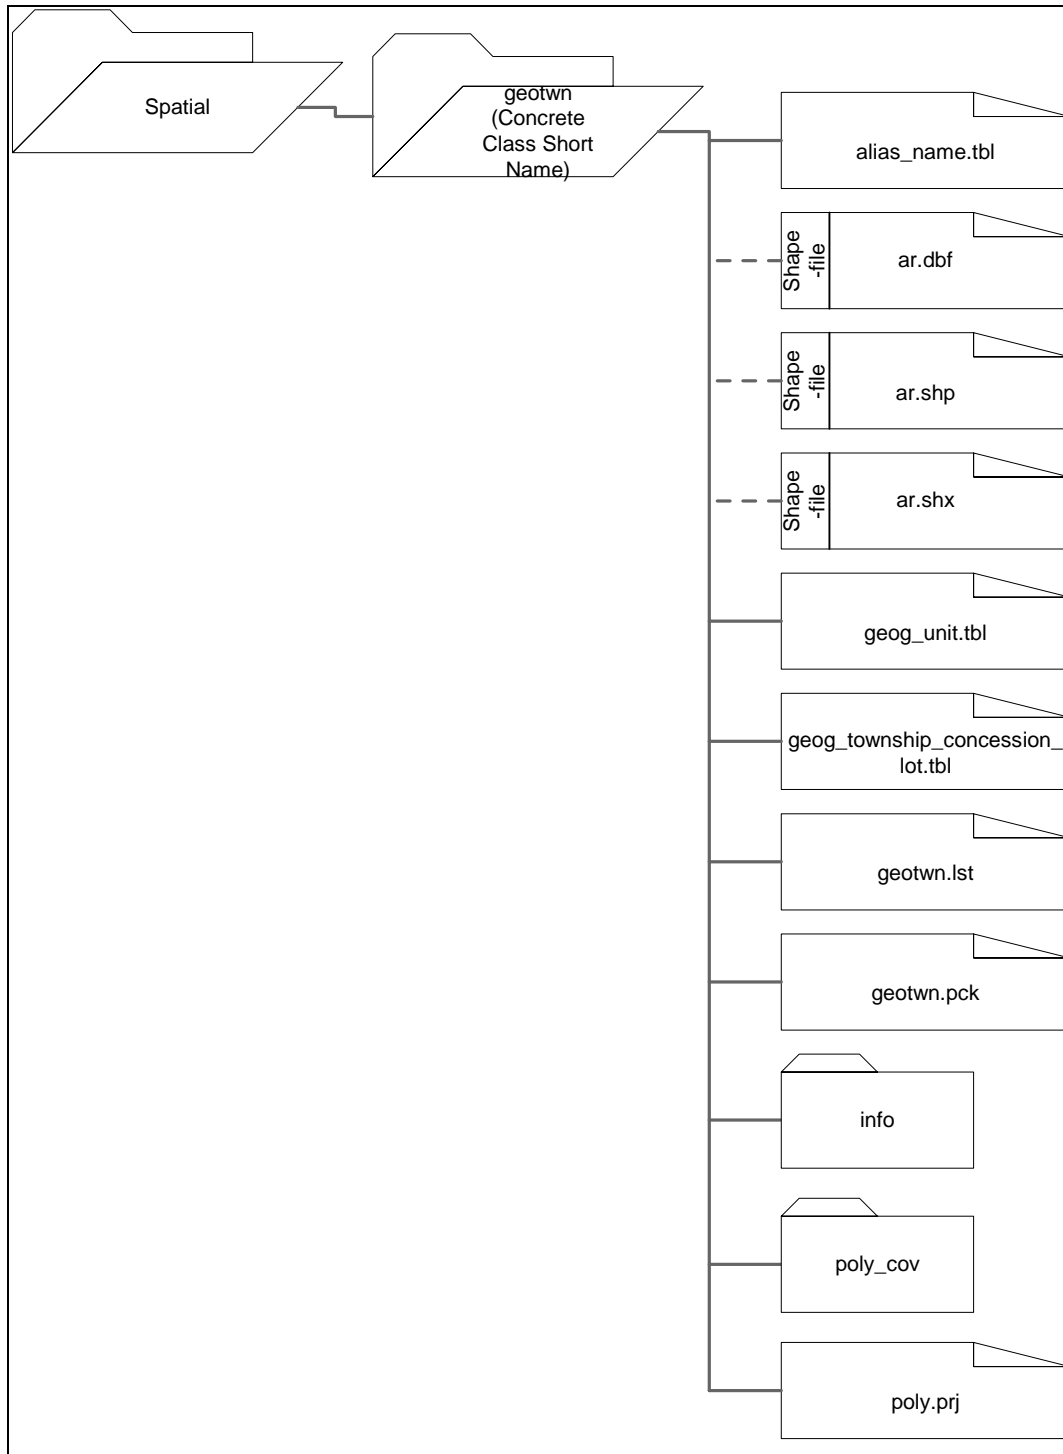 Spatial
geotwn
(Concrete
Class Short
Name)
alias_name.tbl
Shape
-file
ar.dbf
Shape
-file
ar.shp
Shape
-file
ar.shx
geog_unit.tbl
geog_township_concession_
lot.tbl
geotwn.lst
geotwn.pck
info
poly_cov
poly.prj